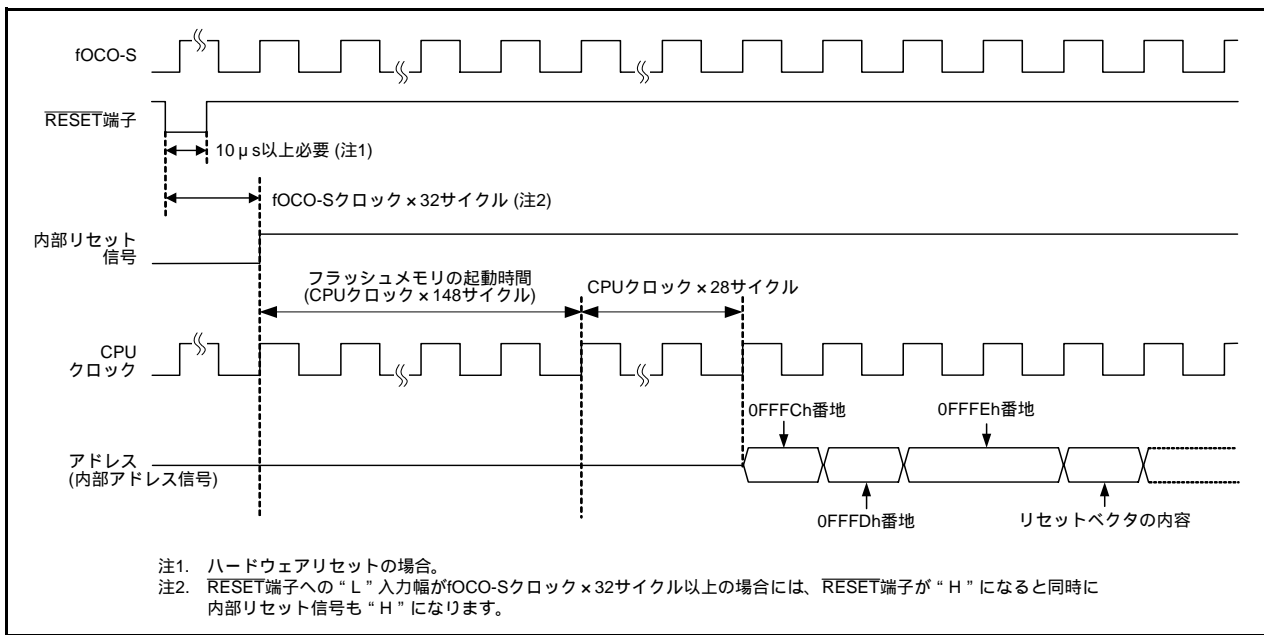 fOCO-S
RESET端子
10μs以上必要 (注1)
fOCO-Sクロック×32サイクル (注2)
内部リセット
信号
フラッシュメモリの起動時間
(CPUクロック×148サイクル)
CPUクロック×28サイクル
CPU
クロック
0FFFCh番地
0FFFEh番地
アドレス
(内部アドレス信号)
0FFFDh番地
リセットベクタの内容
注1. ハードウェアリセットの場合。
注2. RESET端子への“L”入力幅がfOCO-Sクロック×32サイクル以上の場合には、RESET端子が“H”になると同時に
内部リセット信号も“H”になります。